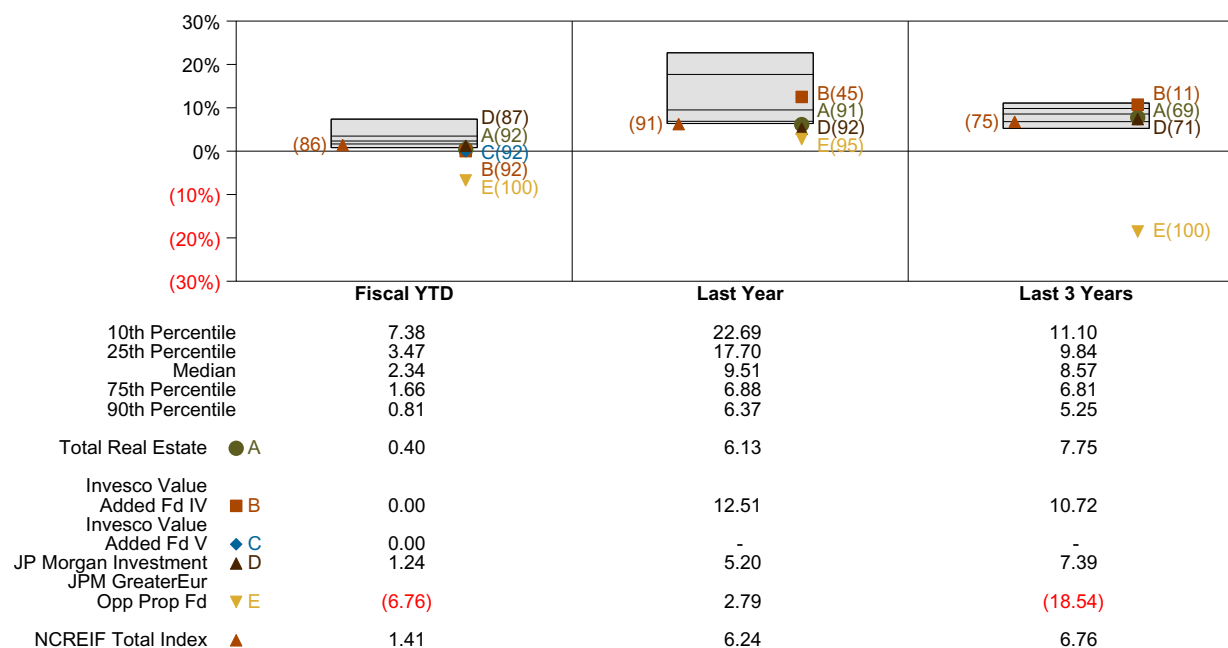 30%
20%
10%
0%
(10%)
(20%)
(30%)
(86)
D(87)
A(92)
C(92)
B(92)
E(100)
(91)
B(45)
A(91)
D(92)
E(95)
(75)
B(11)
A(69)
D(71)
E(100)
Fiscal YTD Last Year Last 3 Years
10th Percentile 7.38 22.69 11.10
25th Percentile 3.47 17.70 9.84
Median 2.34 9.51 8.57
75th Percentile 1.66 6.88 6.81
90th Percentile 0.81 6.37 5.25
Total Real Estate A 0.40 6.13 7.75
Invesco Value
Added Fd IV B 0.00 12.51 10.72
Invesco Value
Added Fd V C 0.00 - -
JP Morgan Investment D 1.24 5.20 7.39
JPM GreaterEur
Opp Prop Fd E (6.76) 2.79 (18.54)
NCREIF Total Index 1.41 6.24 6.76